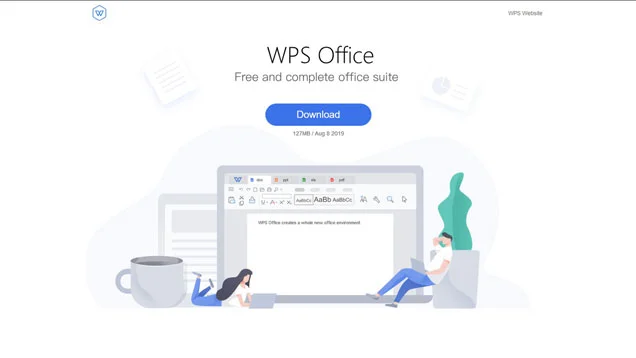 WPS Website
WPS Office
Free and complete office suite
Download
127MB / Aug 8 2019
doc ppt xls pdf
AaBbCc AaBb AaBbCc
WPS Office creates a whole new office environment